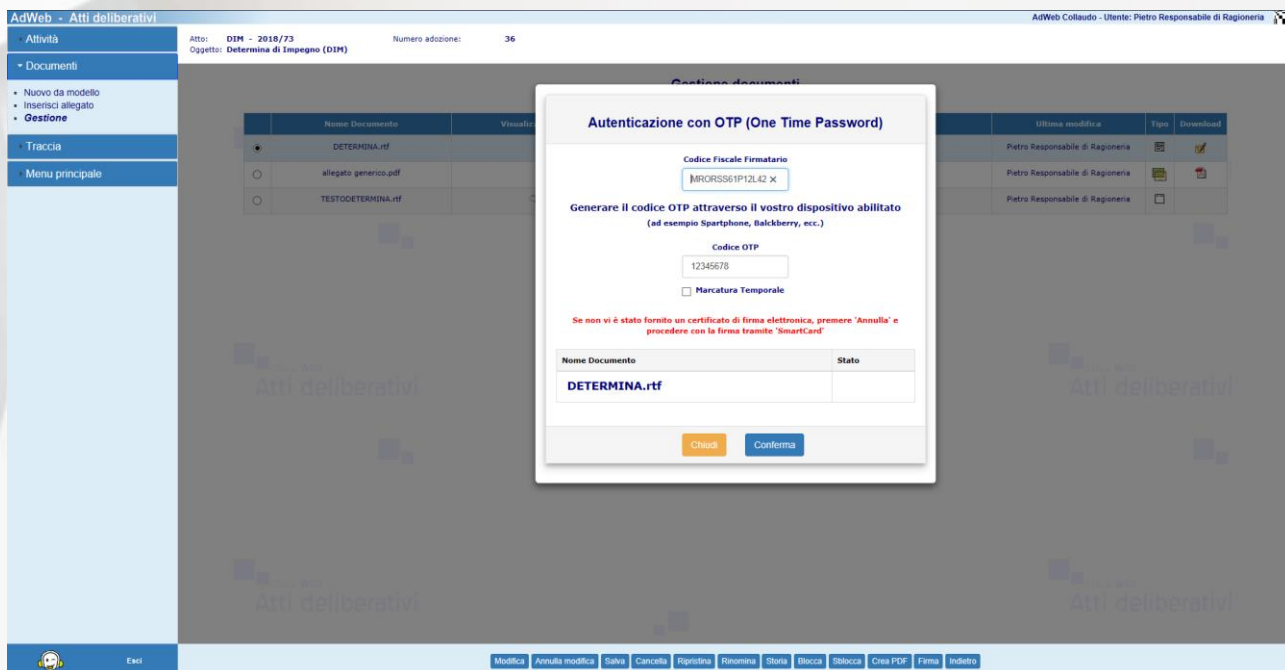 AdWeb - Atti deliberativi
AdWeb Collaudo - Utente: Pietro Responsabile di Ragioneria
Attività
Documenti
Nuovo da modello
Inserisci allegato
Gestione
Traccia
Menu principale
Atto: DIM - 2018/73 Numero adozione: 36
Oggetto: Determina di Impegno (DIM)
Gestione documenti
Nome Documento Ultima modifica Tipo Download
DETERMINA.rtf Pietro Responsabile di Ragioneria
allegato generico.pdf Pietro Responsabile di Ragioneria
TESTODETERMINA.rtf Pietro Responsabile di Ragioneria
Autenticazione con OTP (One Time Password)
Codice Fiscale Firmatario
MRORSS61P12L42
Generare il codice OTP attraverso il vostro dispositivo abilitato
(ad esempio Spartphone, Balckberry, ecc.)
Codice OTP
12345678
Marcatura Temporale
Se non vi è stato fornito un certificato di firma elettronica, premere 'Annulla' e
procedere con la firma tramite 'SmartCard'
Nome Documento Stato
DETERMINA.rtf
Chiudi Conferma
Atti deliberativi Atti deliberativi
Atti deliberativi Atti deliberativi
Esci
Modifica Annulla modifica Salva Cancella Ripristina Rinomina Storia Blocca Sblocca Crea PDF Firma Indietro